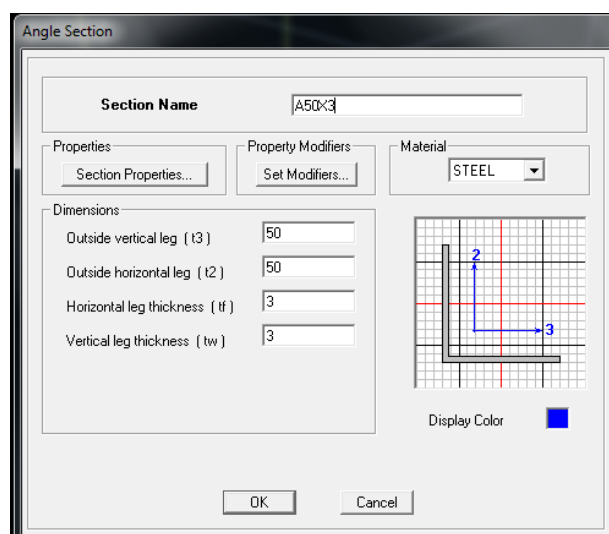 Angle Section
Section Name A50X3
Properties Property Modifiers Material
Section Properties... Set Modifiers... STEEL
Dimensions
Outside vertical leg ( t3 ) 50
Outside horizontal leg ( t2 ) 50
Horizontal leg thickness ( tf ) 3
Vertical leg thickness ( tw ) 3
2
3
Display Color
OK Cancel